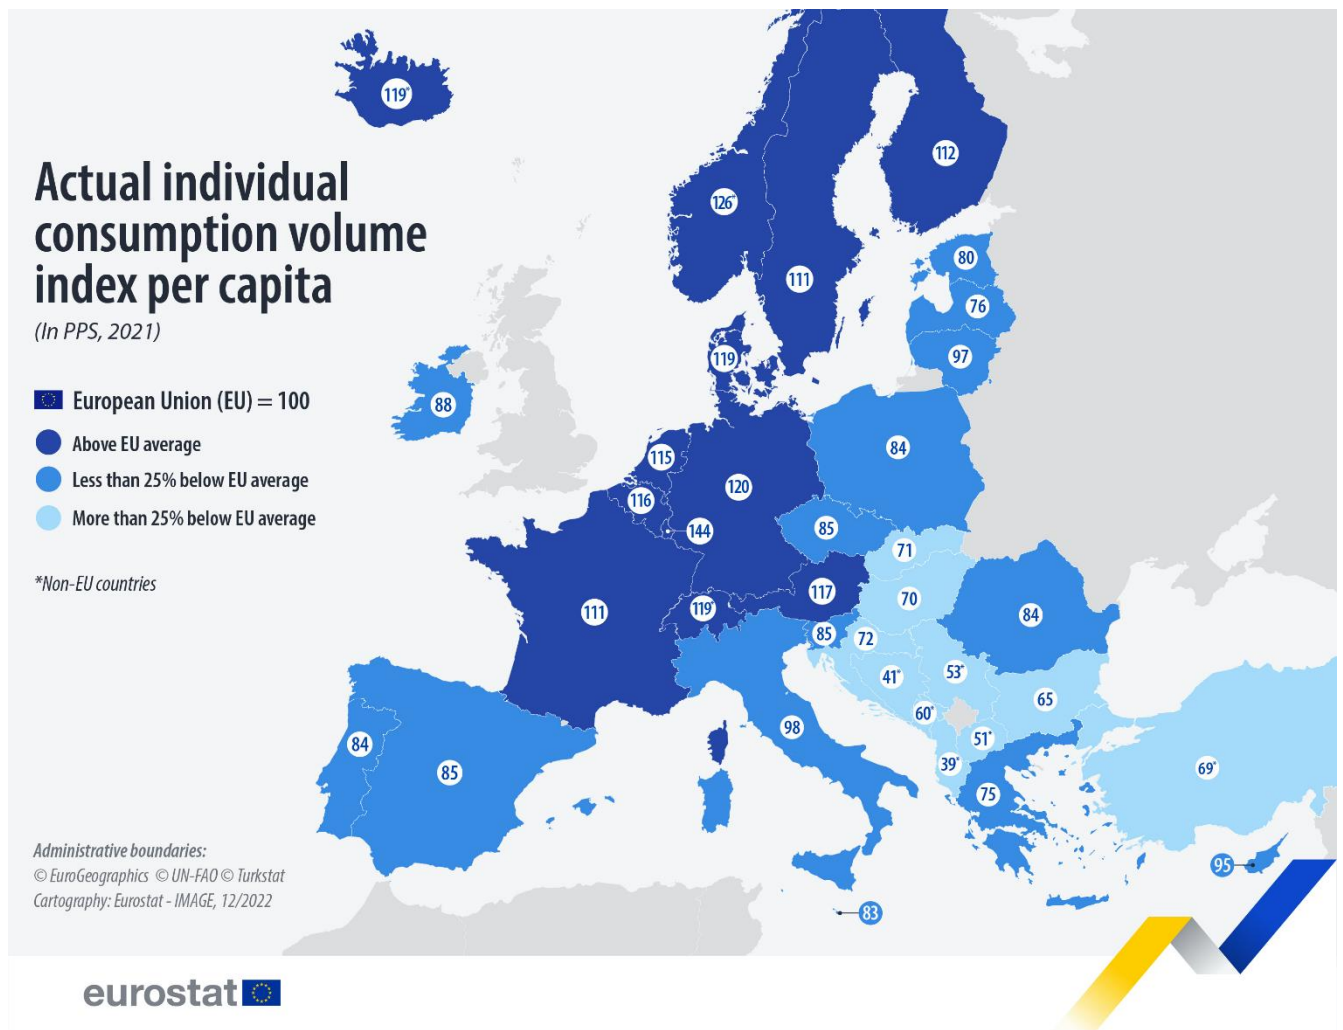 Actual individual
consumption volume
index per capita
(In PPS, 2021)
European Union (EU) = 100
Above EU average
Less than 25% below EU average
More than 25% below EU average
*Non-EU countries
119*
126*
112
111
80
76
97
119
88
115
116
120
144
84
85
71
111
119*
117
70
84
85
72
41*
53*
65
60*
51*
39*
75
69*
84
85
98
95
83
Administrative boundaries:
© EuroGeographics © UN-FAO © Turkstat
Cartography: Eurostat - IMAGE, 12/2022
eurostat